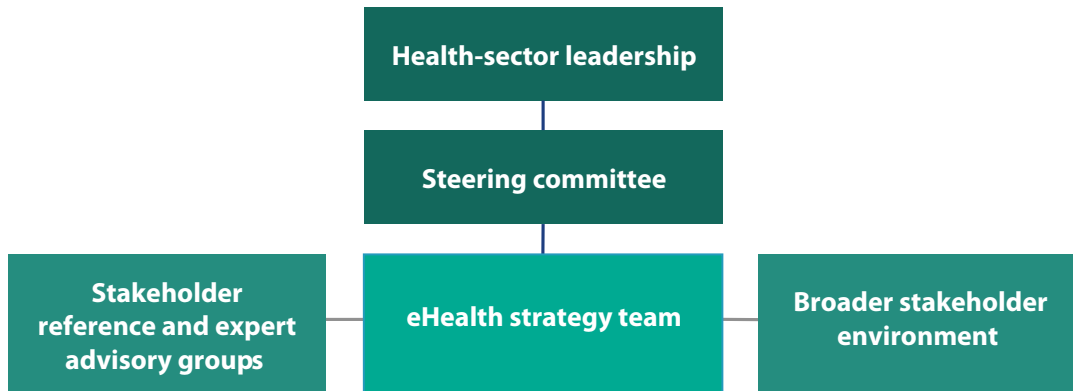 Health-sector leadership
Steering committee
Stakeholder
reference and expert
advisory groups
eHealth strategy team
Broader stakeholder
environment